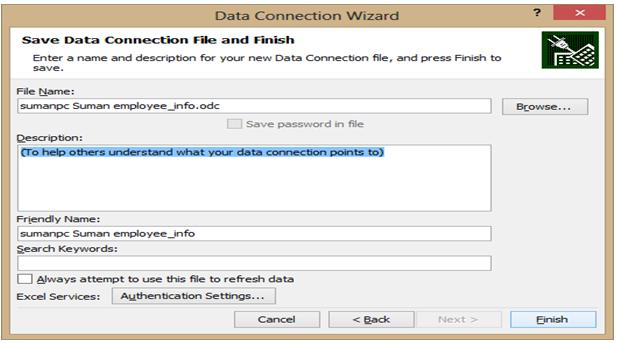 Data Connection Wizard
?
×
Save Data Connection File and Finish
Enter a name and description for your new Data Connection file, and press Finish to
save.
File Name:
sumanpc Suman employee_info.odc
Browse...
Save password in file
Description:
(To help others understand what your data connection points to)
Friendly Name:
sumanpc Suman employee_info
Search Keywords:
Always attempt to use this file to refresh data
Excel Services:
Authentication Settings...
Cancel
< Back
Next >
Finish